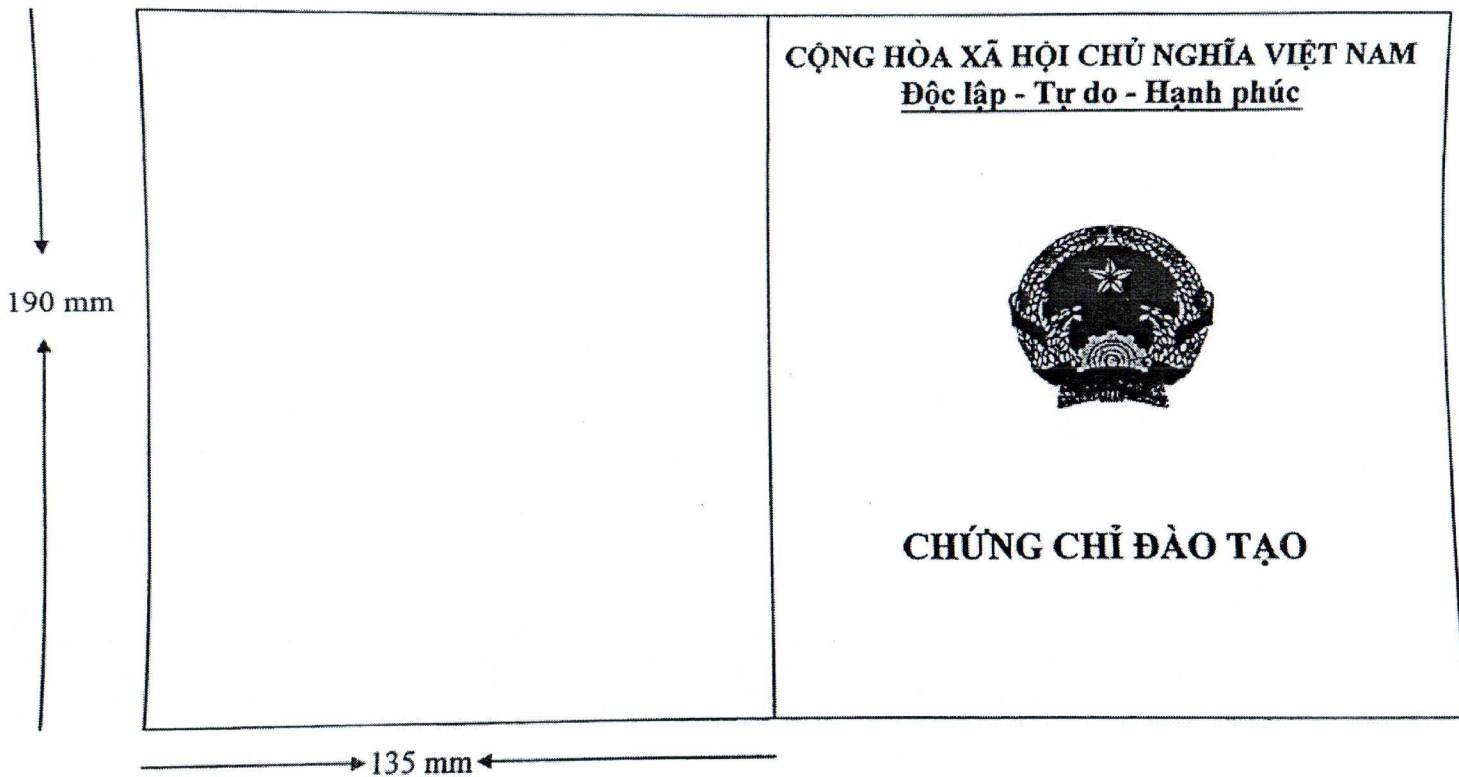 CỘNG HÒA XÃ HỘI CHỦ NGHĨA VIỆT NAM
Độc lập - Tự do - Hạnh phúc
190 mm
CHỨNG CHỈ ĐÀO TẠO
135 mm